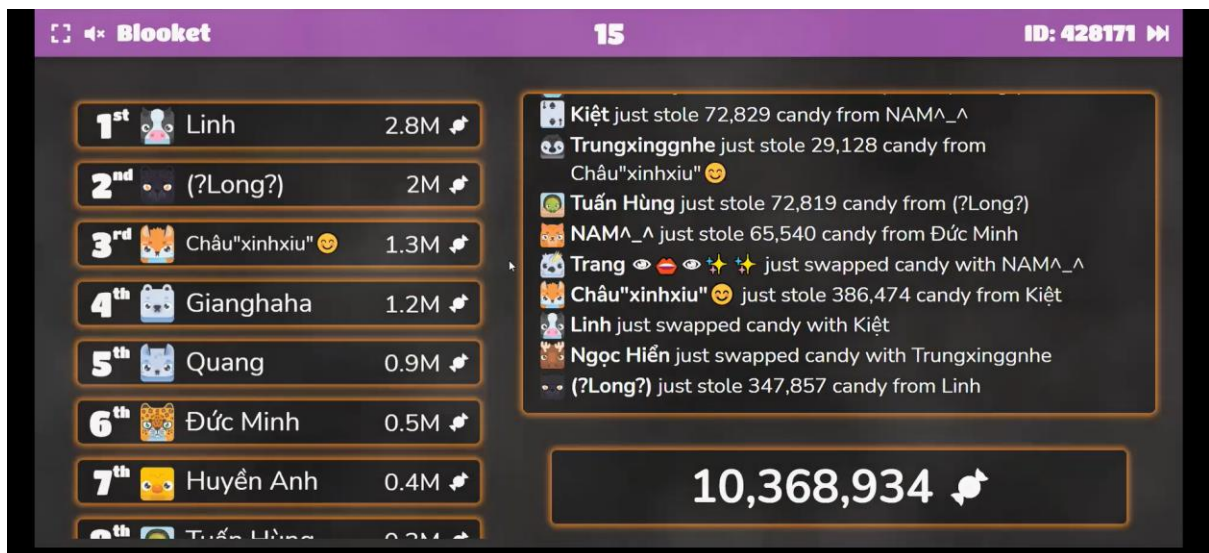 Blooket
15
ID: 428171
1st Linh 2.8M
2nd (?Long?) 2M
3rd Châu"xinhxiu"😊 1.3M
4th Gianghaha 1.2M
5th Quang 0.9M
6th Đức Minh 0.5M
7th Huyền Anh 0.4M
Kiệt just stole 72,829 candy from NAM^_^
Trungxinggnhe just stole 29,128 candy from
Châu"xinhxiu"😊
Tuấn Hùng just stole 72,819 candy from (?Long?)
NAM^_^ just stole 65,540 candy from Đức Minh
Trang 👁👄👁✨✨ just swapped candy with NAM^_^
Châu"xinhxiu"😊 just stole 386,474 candy from Kiệt
Linh just swapped candy with Kiệt
Ngọc Hiển just swapped candy with Trungxinggnhe
(?Long?) just stole 347,857 candy from Linh
10,368,934